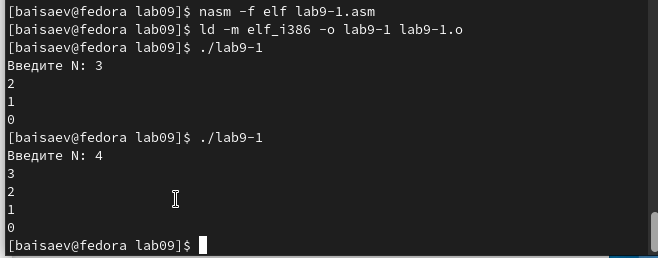 [baisaev@fedora lab09]$ nasm -f elf lab9-1.asm
[baisaev@fedora lab09]$ ld -m elf_i386 -o lab9-1 lab9-1.o
[baisaev@fedora lab09]$ ./lab9-1
Введите N: 3
2
1
0
[baisaev@fedora lab09]$ ./lab9-1
Введите N: 4
3
2
1
0
[baisaev@fedora lab09]$